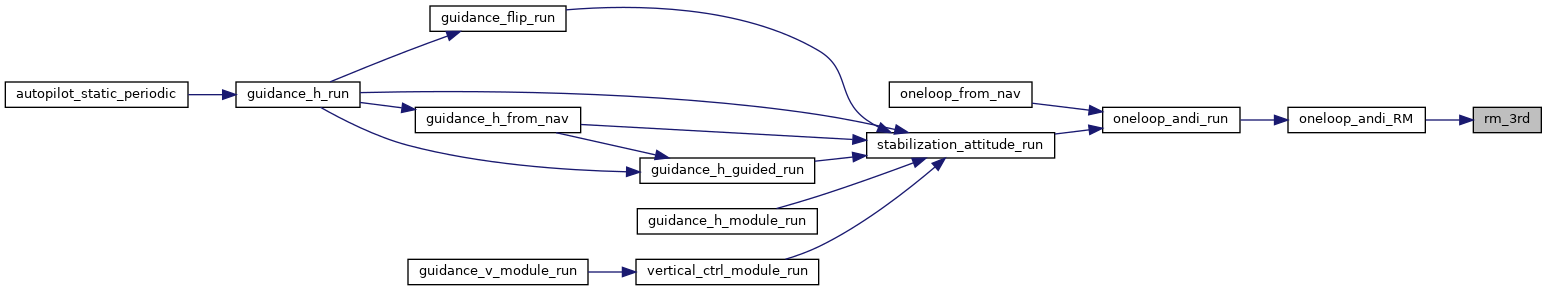 guidance_flip_run
autopilot_static_periodic
guidance_h_run
oneloop_from_nav
guidance_h_from_nav
oneloop_andi_run
oneloop_andi_RM
rm_3rd
stabilization_attitude_run
guidance_h_guided_run
guidance_h_module_run
guidance_v_module_run
vertical_ctrl_module_run